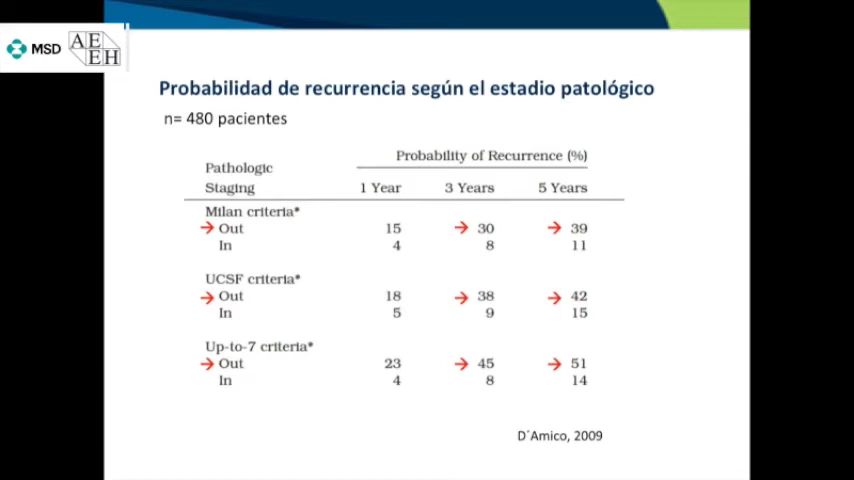 MSD
AE
EH
Probabilidad de recurrencia según el estadio patológico
n= 480 pacientes
Probability of Recurrence (%)
Pathologic
Staging 1 Year 3 Years 5 Years
Milan criteria*
→ Out 15 → 30 → 39
In 4 8 11
UCSF criteria*
→ Out 18 → 38 → 42
In 5 9 15
Up-to-7 criteria*
→ Out 23 → 45 → 51
In 4 8 14
D´Amico, 2009